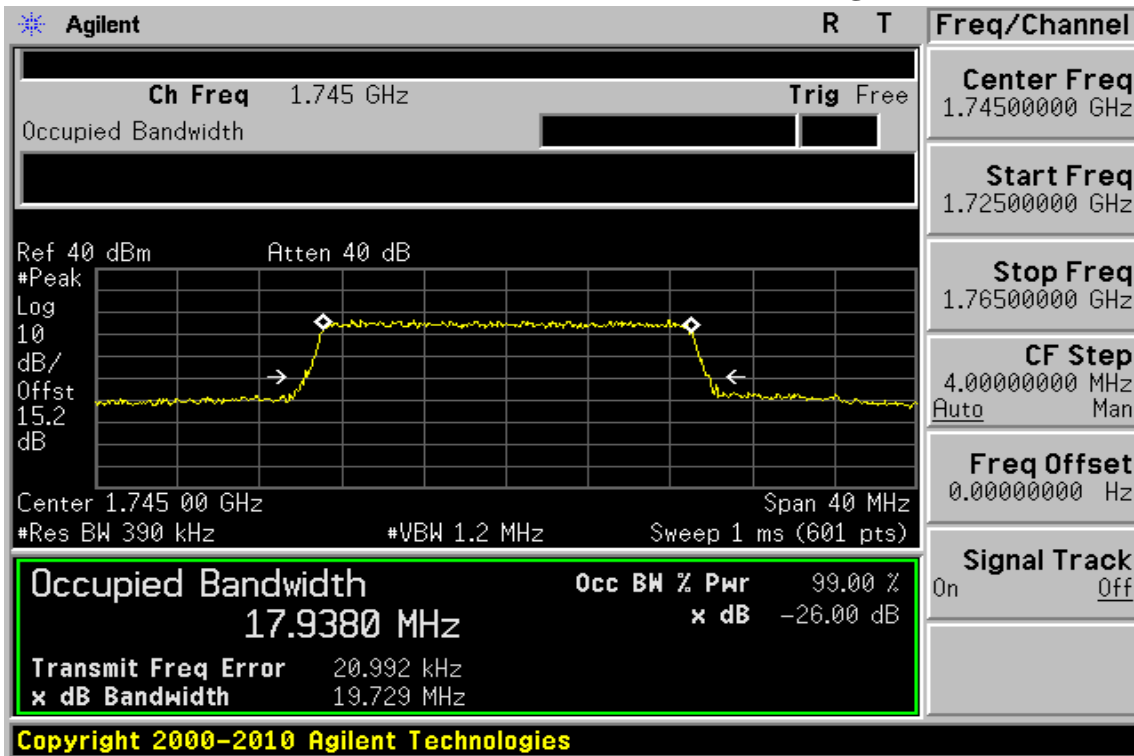 Agilent R T
Freq/Channel
Ch Freq 1.745 GHz Trig Free
Occupied Bandwidth
Center Freq
1.74500000 GHz
Start Freq
1.72500000 GHz
Stop Freq
1.76500000 GHz
CF Step
4.00000000 MHz
Auto Man
Freq Offset
0.00000000 Hz
Signal Track
On Off
Ref 40 dBm Atten 40 dB
#Peak
Log
10
dB/
Offst
15.2
dB
Center 1.745 00 GHz Span 40 MHz
#Res BW 390 kHz #VBW 1.2 MHz Sweep 1 ms (601 pts)
Occupied Bandwidth Occ BW % Pwr 99.00 %
17.9380 MHz x dB -26.00 dB
Transmit Freq Error 20.992 kHz
x dB Bandwidth 19.729 MHz
Copyright 2000-2010 Agilent Technologies